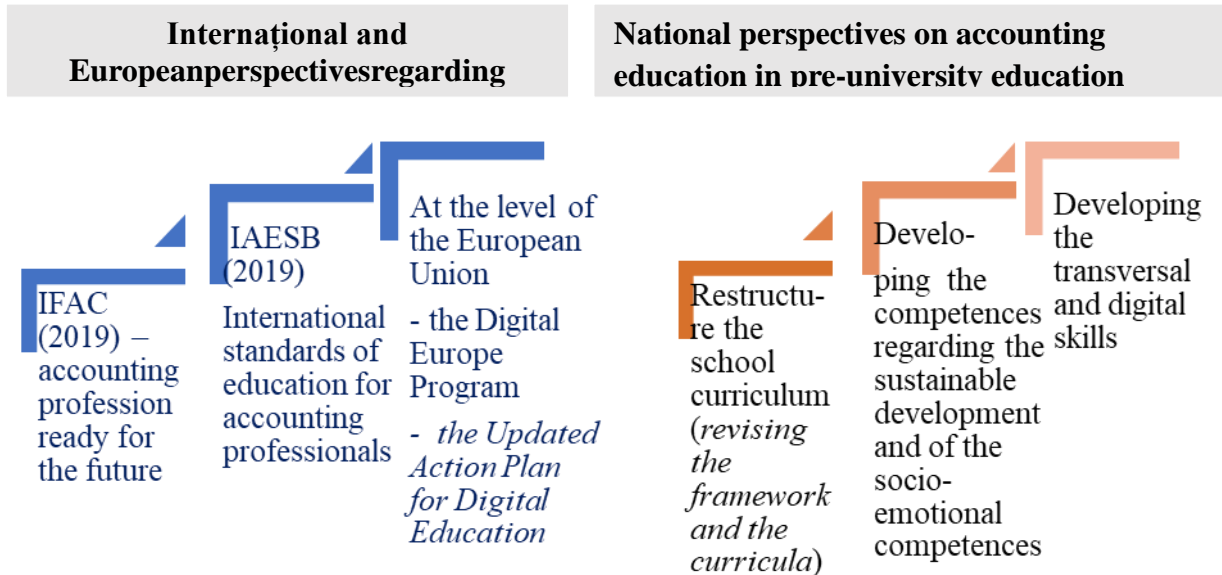 Internațional and
Europeanperspectivesregarding
National perspectives on accounting
education in pre-university education
IFAC
(2019) –
accounting
profession
ready for
the future
IAESB
(2019)
International
standards of
education for
accounting
professionals
At the level of
the European
Union
- the Digital
Europe
Program
- the Updated
Action Plan
for Digital
Education
Restructu-
re the
school
curriculum
(revising
the
framework
and the
curricula)
Develo-
ping the
competences
regarding the
sustainable
development
and of the
socio-
emotional
competences
Developing
the
transversal
and digital
skills